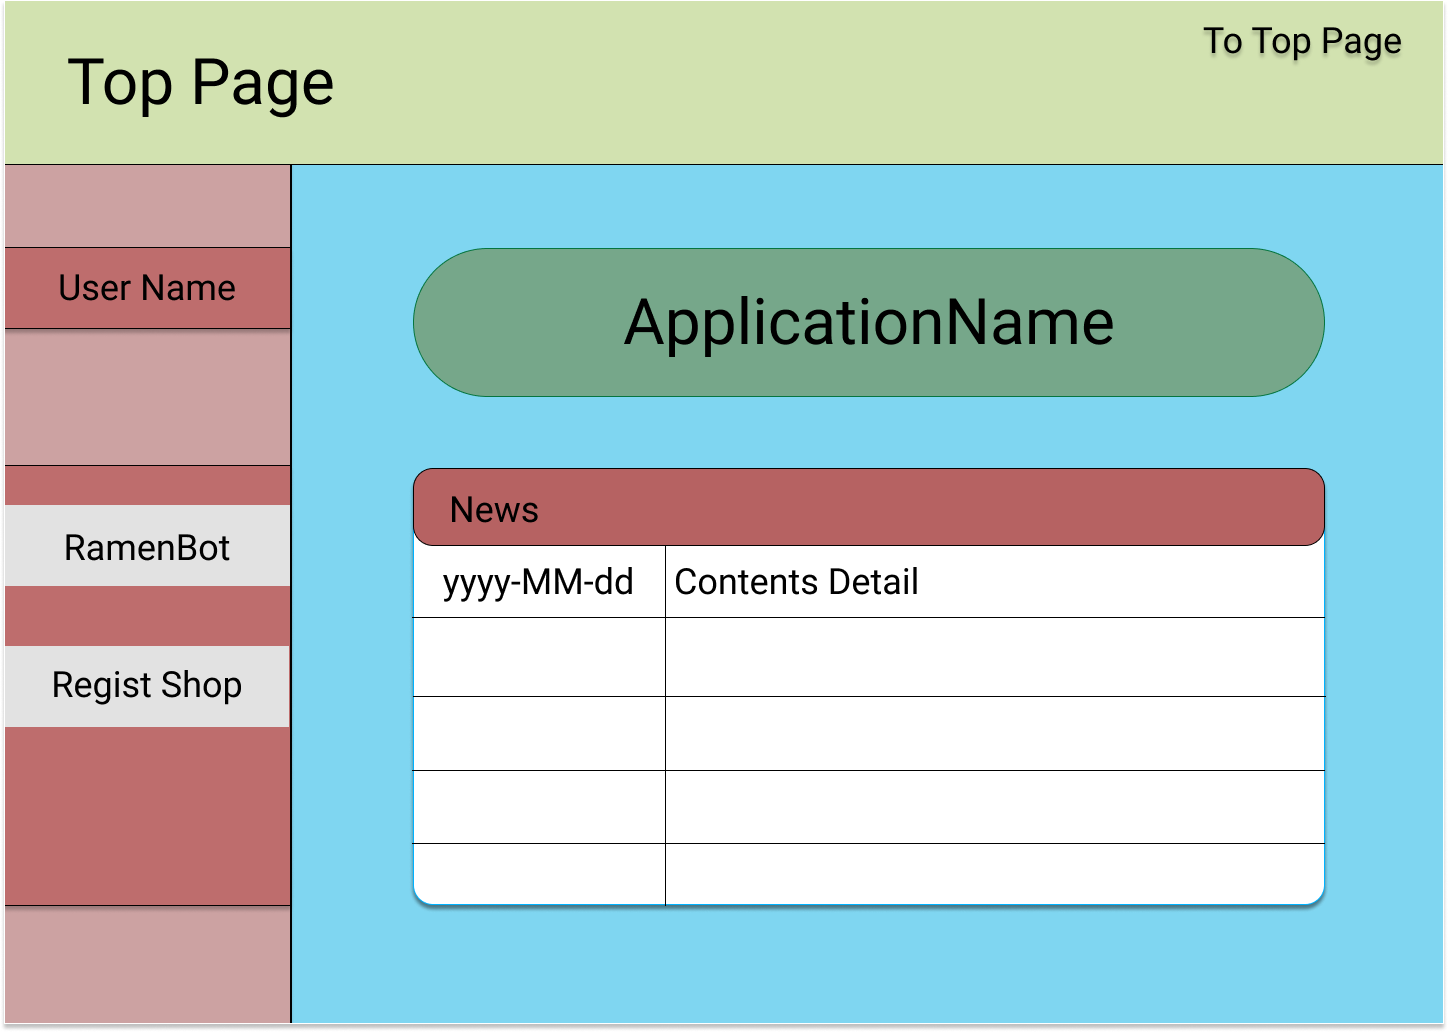 Top Page
To Top Page
User Name
RamenBot
Regist Shop
ApplicationName
News
yyyy-MM-dd
Contents Detail